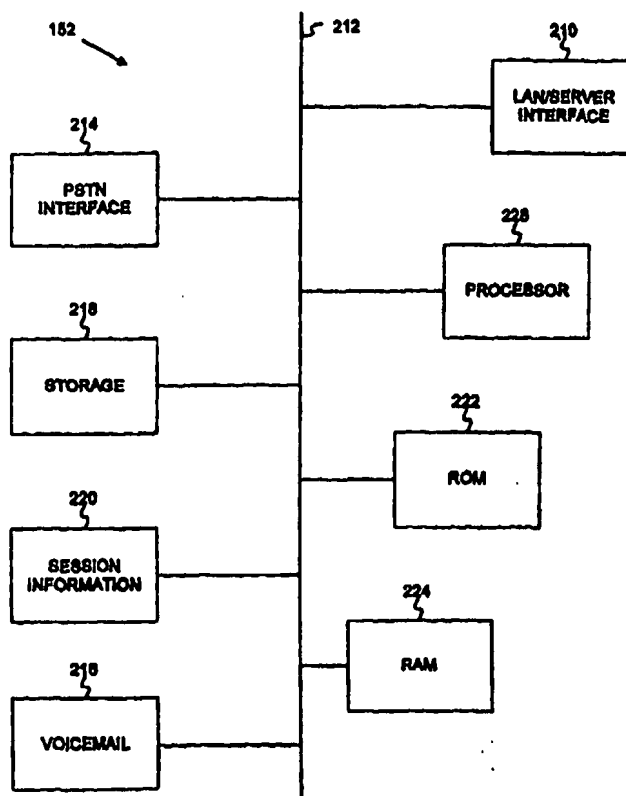 152
212
210
LAN/SERVER
INTERFACE
214
PSTN
INTERFACE
228
PROCESSOR
218
STORAGE
222
ROM
220
SESSION
INFORMATION
224
RAM
216
VOICEMAIL